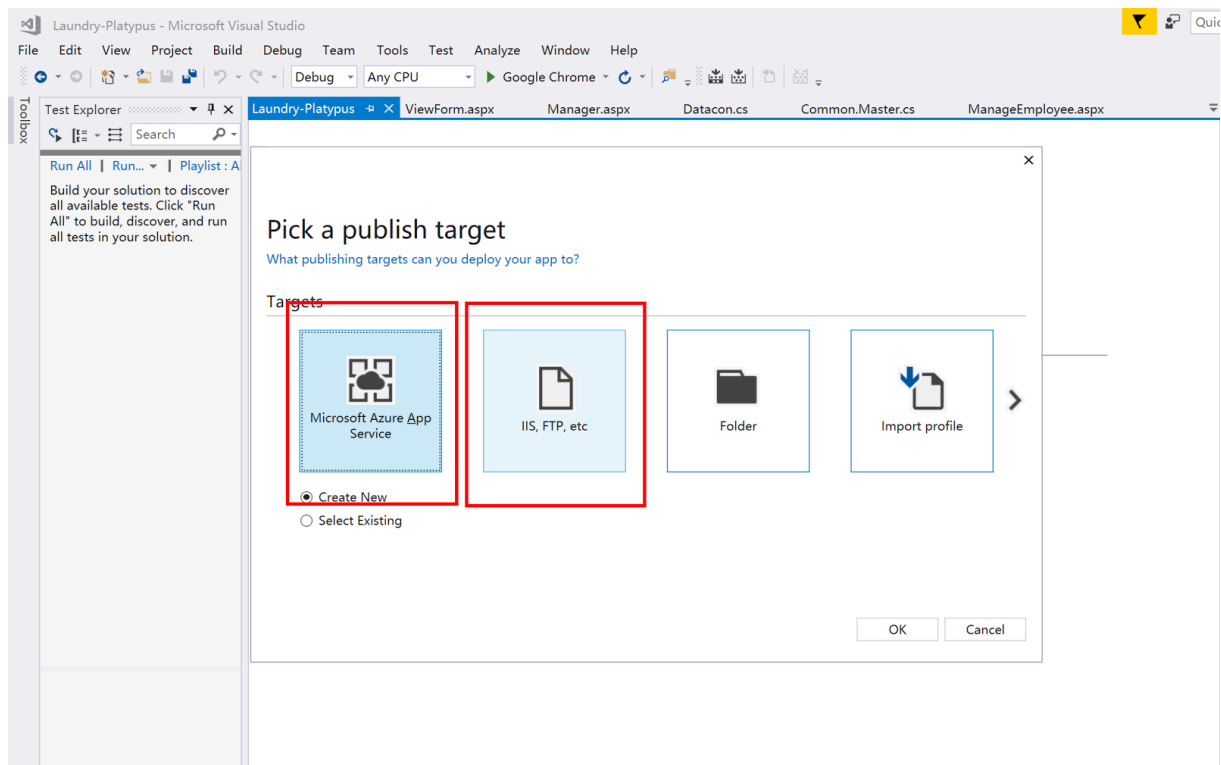 Laundry-Platypus - Microsoft Visual Studio
File Edit View Project Build Debug Team Tools Test Analyze Window Help
Debug Any CPU Google Chrome
Toolbox
Test Explorer
Search
Run All | Run... | Playlist : A
Build your solution to discover
all available tests. Click "Run
All" to build, discover, and run
all tests in your solution.
Laundry-Platypus ViewForm.aspx Manager.aspx Datacon.cs Common.Master.cs ManageEmployee.aspx
Pick a publish target
What publishing targets can you deploy your app to?
Targets
Microsoft Azure App
Service
IIS, FTP, etc
Folder
Import profile
Create New
Select Existing
OK Cancel